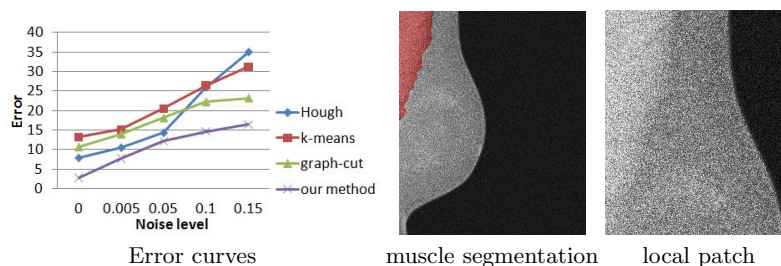 40
35
30
25
20
15
10
5
0
Error
0 0.005 0.05 0.1 0.15
Noise level
Hough
k-means
graph-cut
our method
Error curves
muscle segmentation
local patch